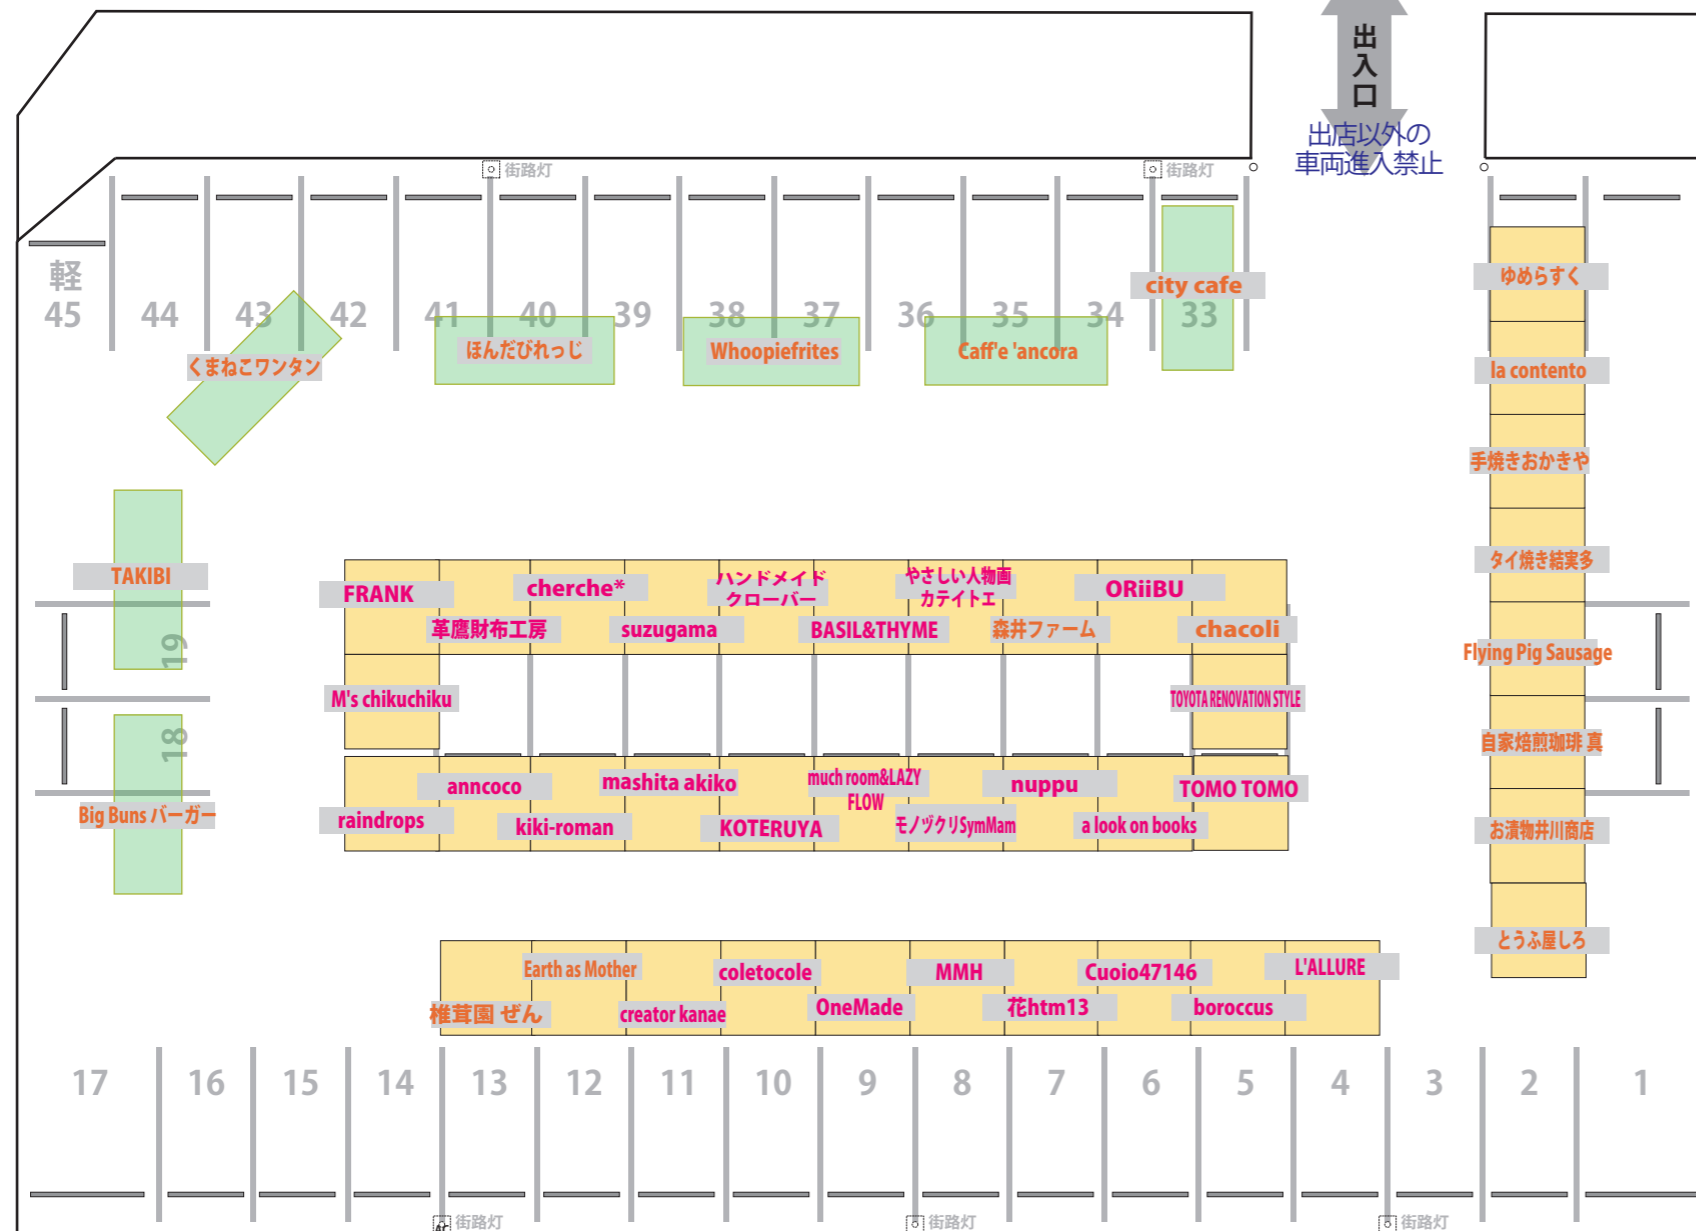 出入口
出店以外の
車両進入禁止
街路灯
街路灯
軽
45
44
43
42
41
40
39
38
37
36
35
34
33
city cafe
くまねこワンタン
ほんだびれっじ
Whoopiefrites
Caff'e 'ancora
ゆめらすく
la contento
手焼きおかきや
タイ焼き結実多
Flying Pig Sausage
自家焙煎珈琲 真
お漬物井川商店
とうふ屋しろ
TAKIBI
19
18
Big Buns バーガー
FRANK
革鷹財布工房
cherche*
suzugama
ハンドメイド
クローバー
BASIL&THYME
やさしい人物画
カテイトエ
森井ファーム
ORiiBU
chacoli
M's chikuchiku
TOYOTA RENOVATION STYLE
raindrops
anncoco
kiki-roman
mashita akiko
KOTERUYA
much room&LAZY
FLOW
モノヅクリSymMam
nuppu
a look on books
TOMO TOMO
椎茸園 ぜん
Earth as Mother
creator kanae
coletocole
OneMade
MMH
花htm13
Cuoio47146
boroccus
L'ALLURE
17
16
15
14
13
12
11
10
9
8
7
6
5
4
3
2
1
街路灯
街路灯
街路灯